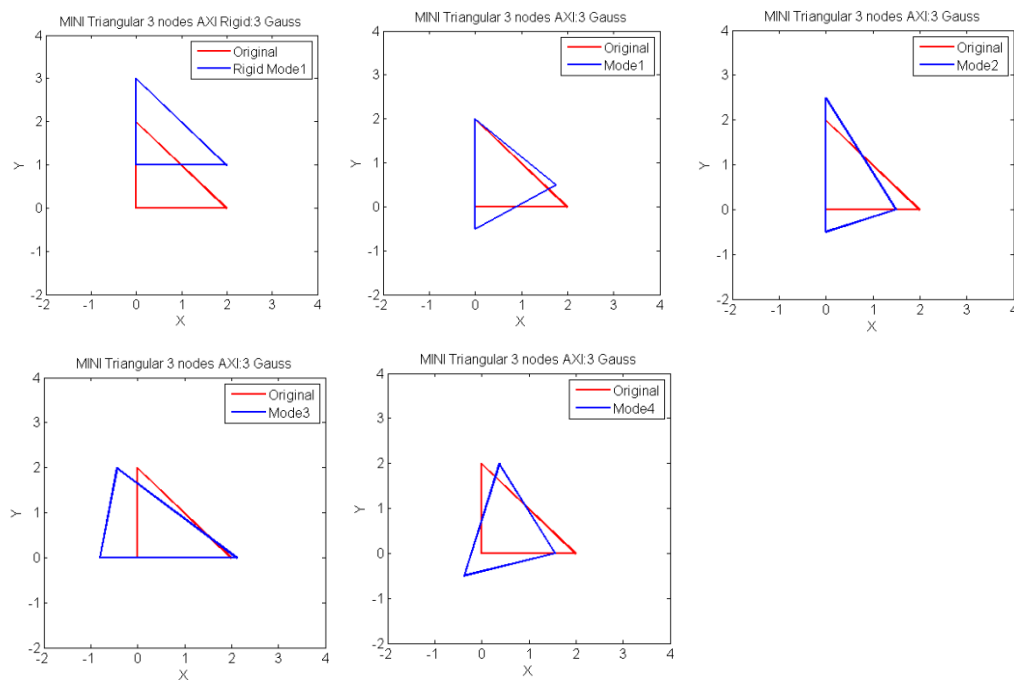 MINI Triangular 3 nodes AXI Rigid:3 Gauss
Original
Rigid Mode1
4
3
2
1
0
-1
-2
Y
-2 -1 0 1 2 3 4
X
MINI Triangular 3 nodes AXI:3 Gauss
Original
Mode1
4
3
2
1
0
-1
-2
Y
-2 -1 0 1 2 3 4
X
MINI Triangular 3 nodes AXI:3 Gauss
Original
Mode2
4
3
2
1
0
-1
-2
Y
-2 -1 0 1 2 3 4
X
MINI Triangular 3 nodes AXI:3 Gauss
Original
Mode3
4
3
2
1
0
-1
-2
Y
-2 -1 0 1 2 3 4
X
MINI Triangular 3 nodes AXI:3 Gauss
Original
Mode4
4
3
2
1
0
-1
-2
Y
-2 -1 0 1 2 3 4
X